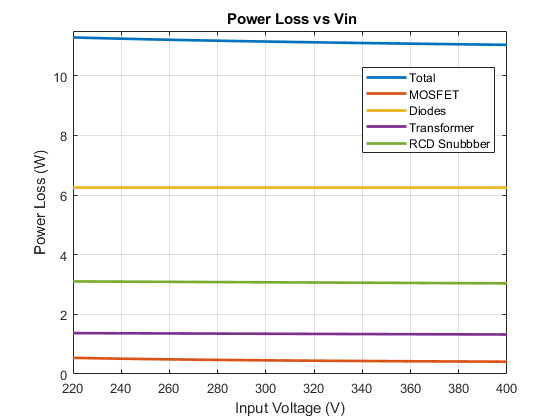 Power Loss vs Vin
Total
MOSFET
Diodes
Transformer
RCD Snubbber
Power Loss (W)
10
8
6
4
2
0
220 240 260 280 300 320 340 360 380 400
Input Voltage (V)